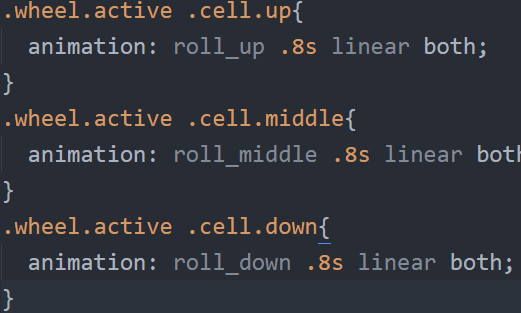 .wheel.active .cell.up{
animation: roll_up .8s linear both;
}
.wheel.active .cell.middle{
animation: roll_middle .8s linear both
}
.wheel.active .cell.down{
animation: roll_down .8s linear both;
}